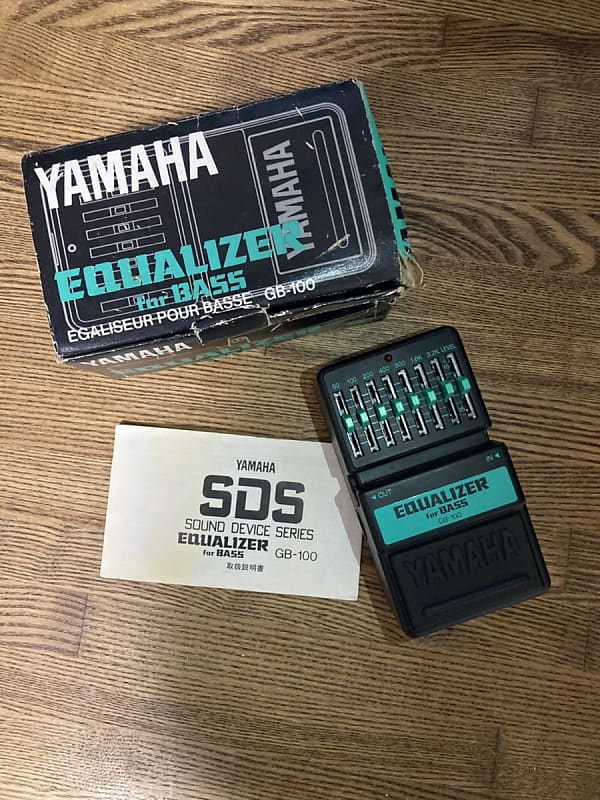 YAMAHA
YAMAHA
EQUALIZER
for BASS
EGALISEUR POUR BASSE GB-100
YAMAHA EQUALIZER
50 100 200 400 800 1.6K 3.2K LEVEL
IN
OUT
EQUALIZER
for BASS
GB-100
YAMAHA
YAMAHA
SDS
SOUND DEVICE SERIES
EQUALIZER
for BASS GB-100
取扱説明書